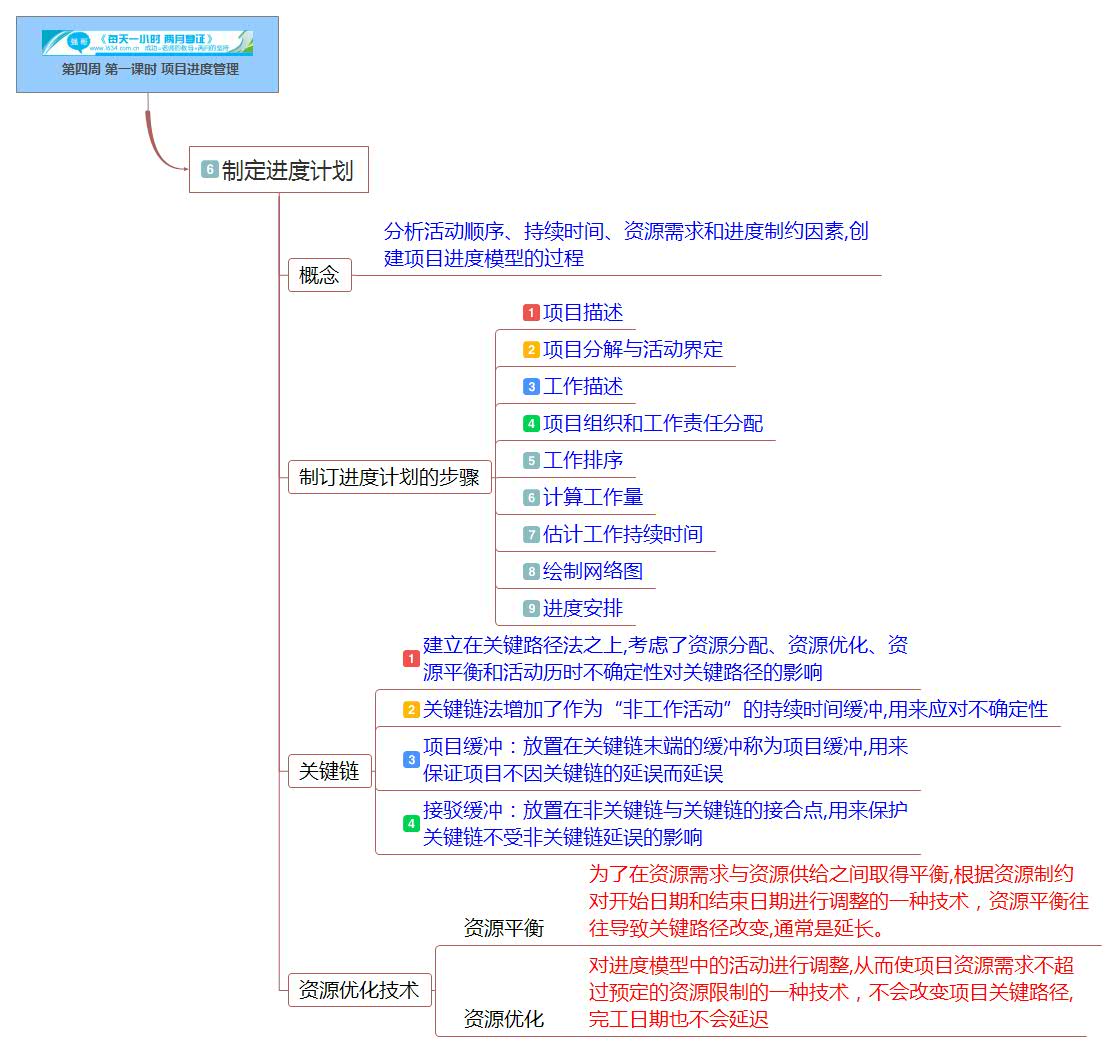 《每天一小时 两月拿证》
第四周 第一课时 项目进度管理
6 制定进度计划
概念
分析活动顺序、持续时间、资源需求和进度制约因素,创
建项目进度模型的过程
制订进度计划的步骤
1 项目描述
2 项目分解与活动界定
3 工作描述
4 项目组织和工作责任分配
5 工作排序
6 计算工作量
7 估计工作持续时间
8 绘制网络图
9 进度安排
关键链
1 建立在关键路径法之上,考虑了资源分配、资源优化、资
源平衡和活动历时不确定性对关键路径的影响
2 关键链法增加了作为“非工作活动”的持续时间缓冲,用来应对不确定性
3 项目缓冲：放置在关键链末端的缓冲称为项目缓冲,用来
保证项目不因关键链的延误而延误
4 接驳缓冲：放置在非关键链与关键链的接合点,用来保护
关键链不受非关键链延误的影响
资源优化技术
资源平衡
为了在资源需求与资源供给之间取得平衡,根据资源制约
对开始日期和结束日期进行调整的一种技术，资源平衡往
往导致关键路径改变,通常是延长。
资源优化
对进度模型中的活动进行调整,从而使项目资源需求不超
过预定的资源限制的一种技术，不会改变项目关键路径,
完工日期也不会延迟